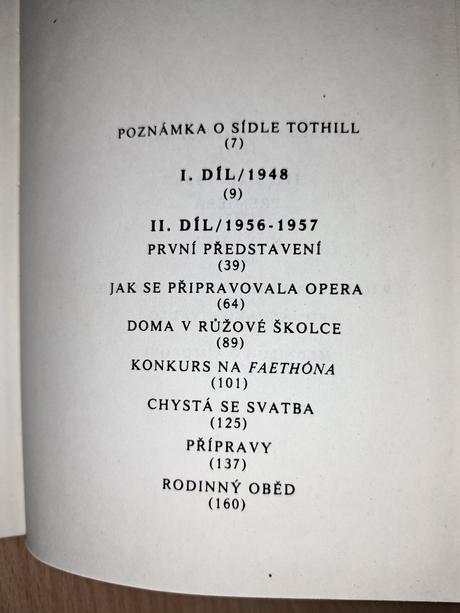 POZNÁMKA O SÍDLE TOTHILL
(7)
I. DÍL/1948
(9)
II. DÍL/1956-1957
PRVNÍ PŘEDSTAVENÍ
(39)
JAK SE PŘIPRAVOVALA OPERA
(64)
DOMA V RŮŽOVÉ ŠKOLCE
(89)
KONKURS NA FAETHÓNA
(101)
CHYSTÁ SE SVATBA
(125)
PŘÍPRAVY
(137)
RODINNÝ OBĚD
(160)